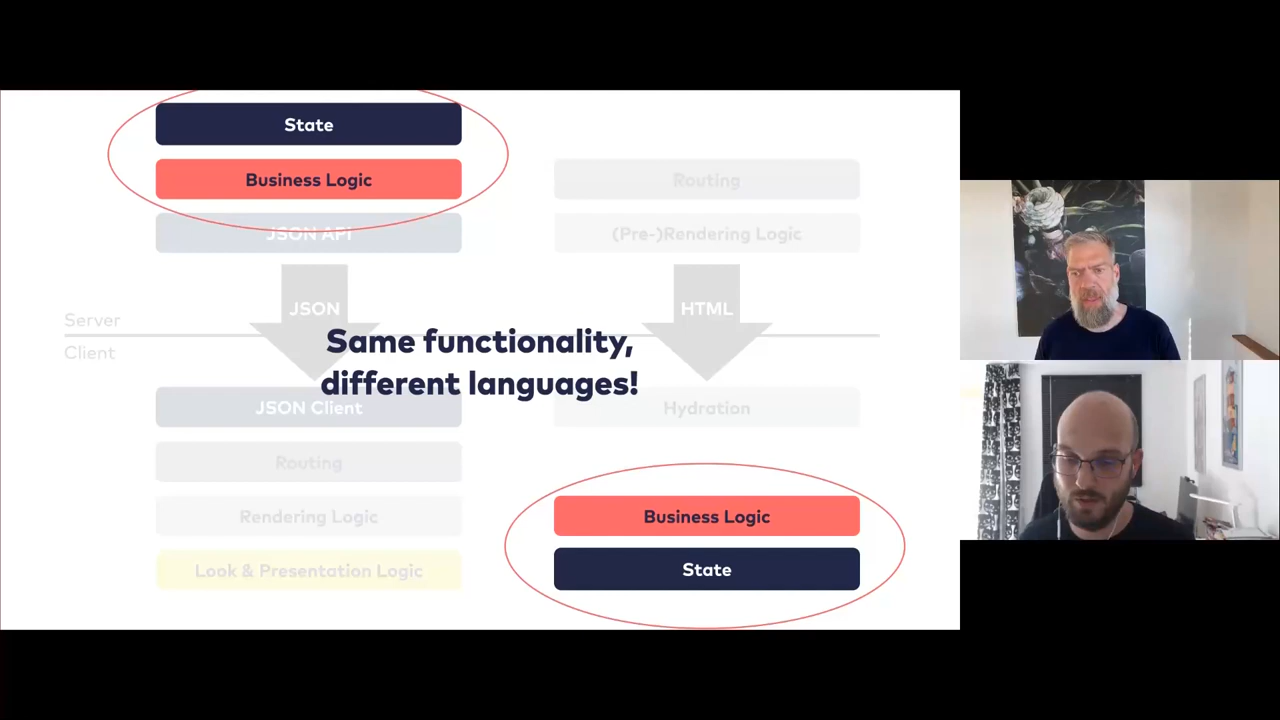 State
Business Logic
JSON API
JSON
Server
Client
JSON Client
Routing
Rendering Logic
Look & Presentation Logic
Same functionality,
different languages!
Routing
(Pre-)Rendering Logic
HTML
Hydration
Business Logic
State